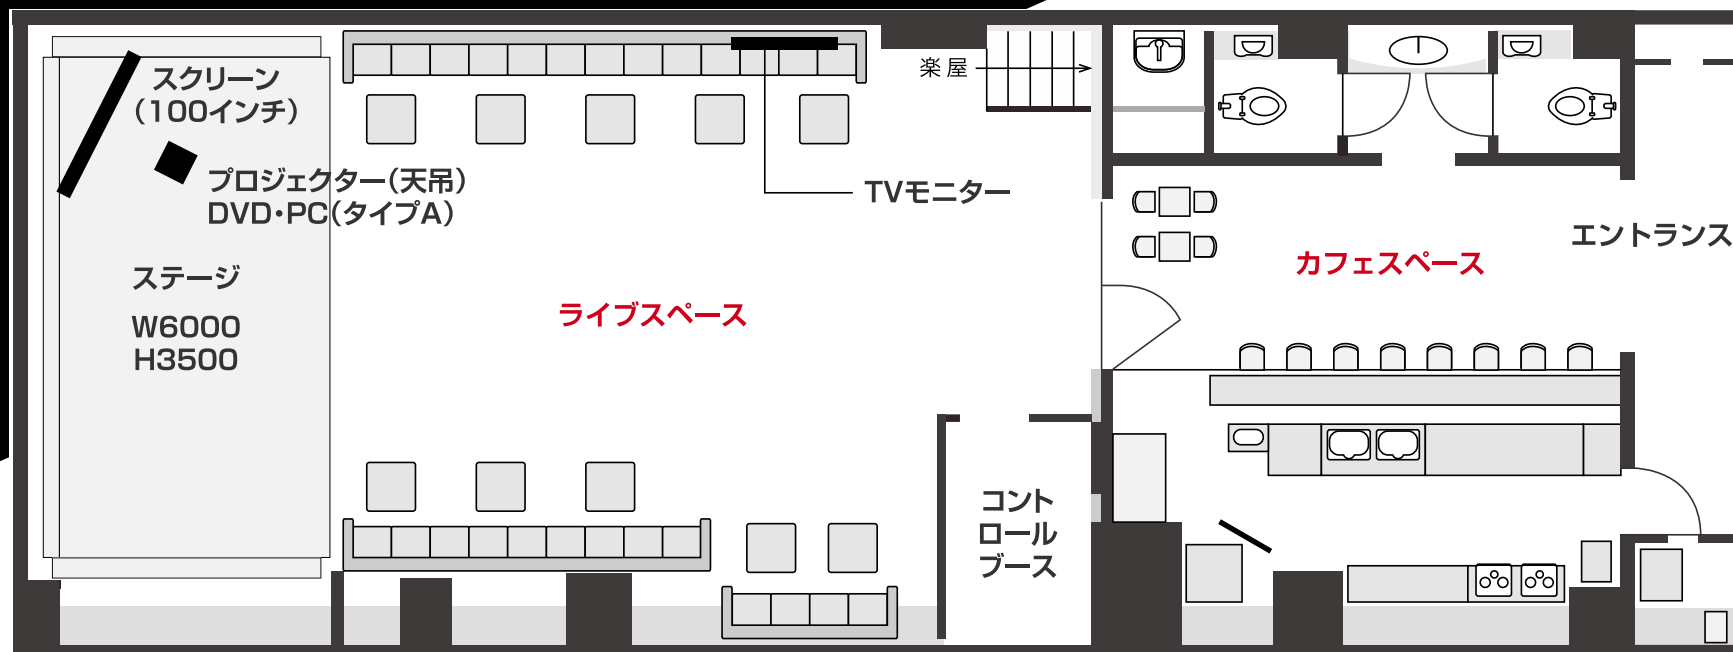 スクリーン
（100インチ）
プロジェクター（天吊）
DVD・PC（タイプA）
ステージ
W6000
H3500
ライブスペース
TVモニター
楽屋
コント
ロール
ブース
カフェスペース
エントランス